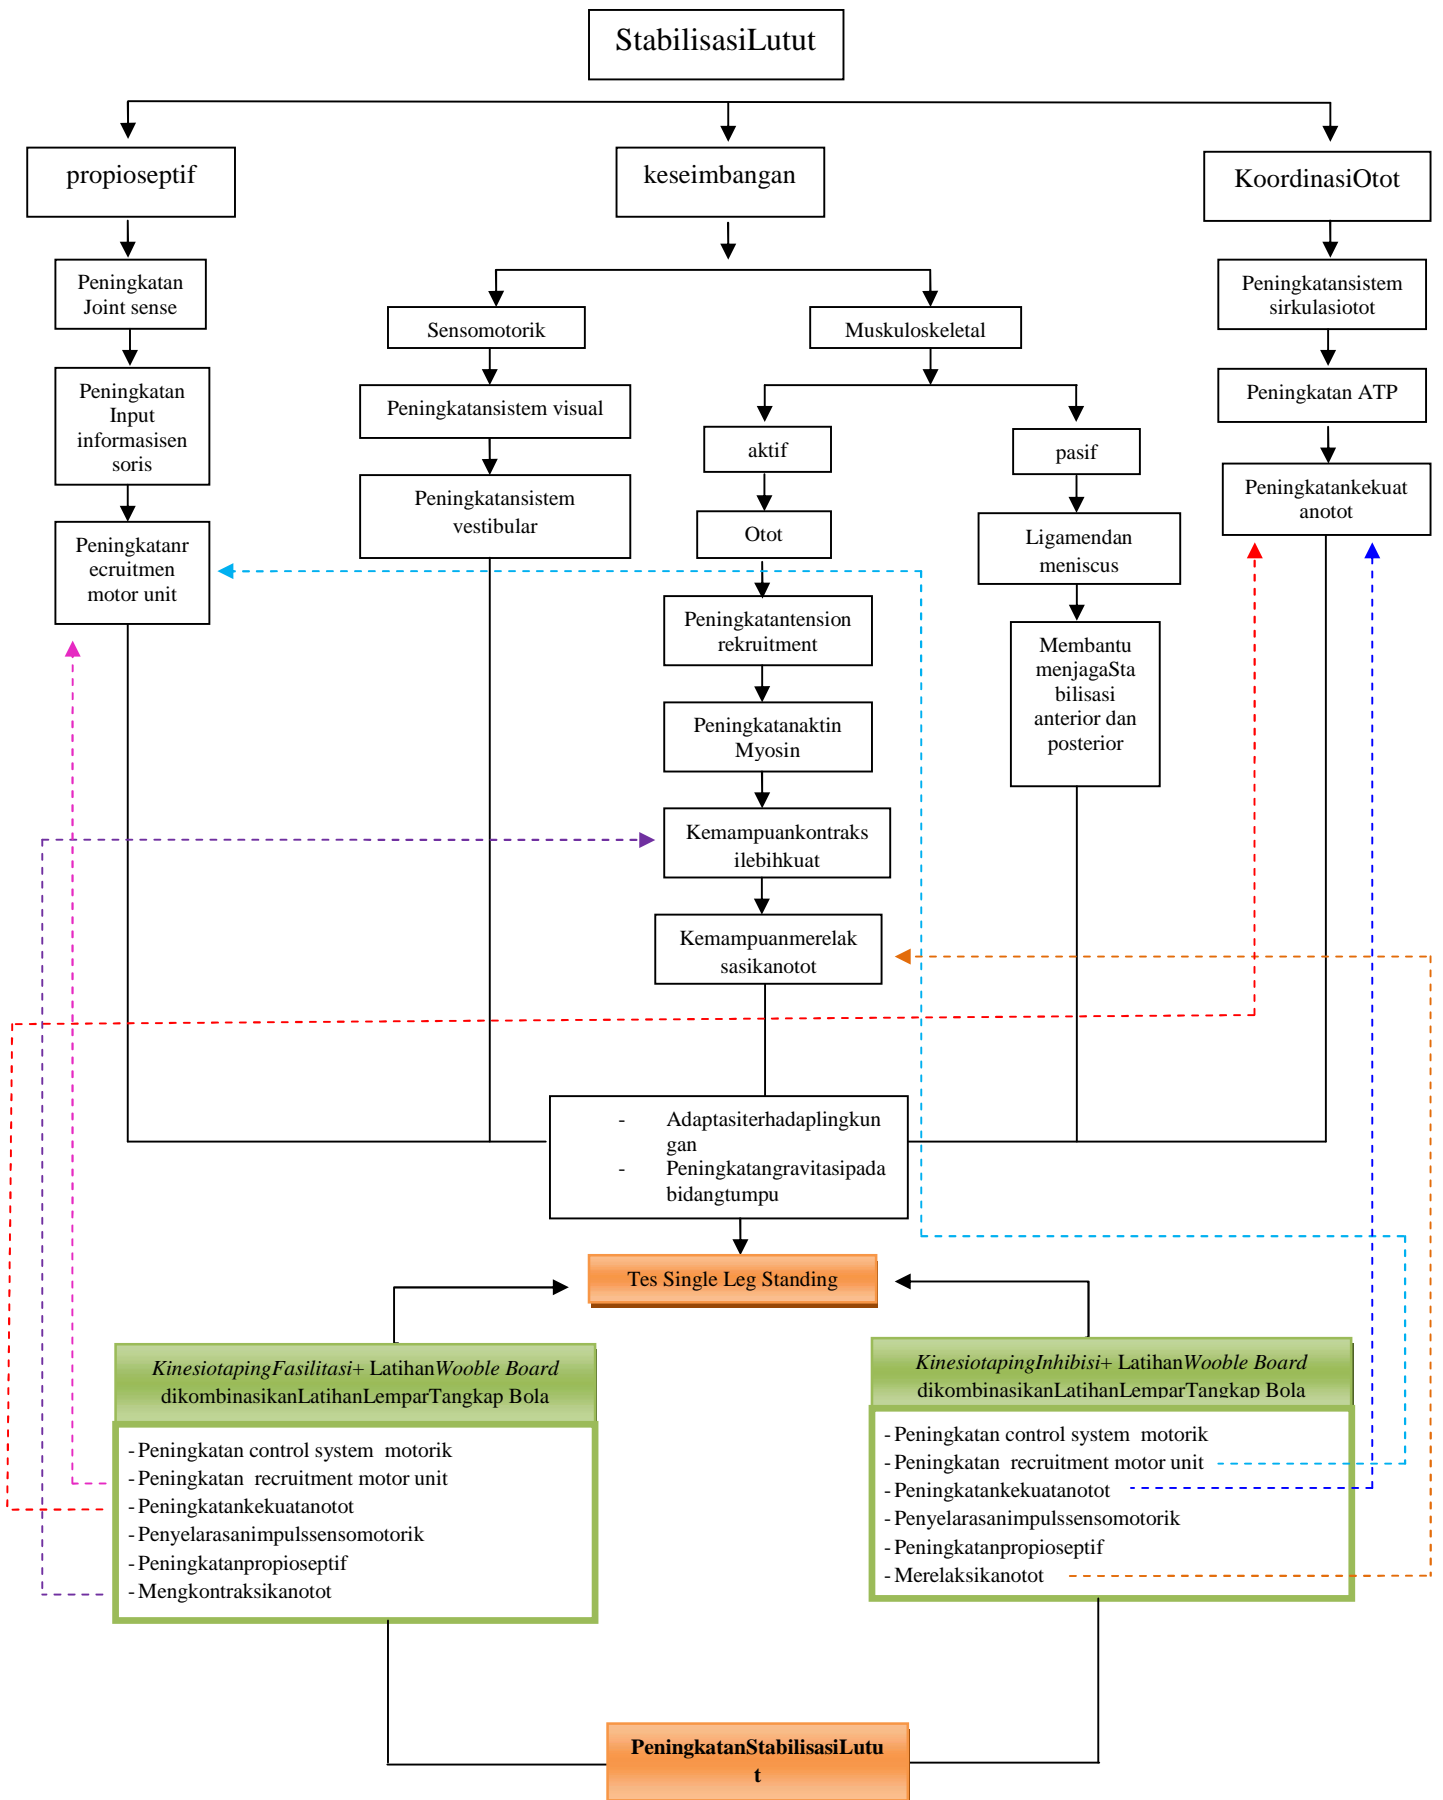 StabilisasiLutut
propioseptif
keseimbangan
KoordinasiOtot
Peningkatan
Joint sense
Peningkatansistem
sirkulasiotot
Sensomotorik
Muskuloskeletal
Peningkatan
Input
informasisen
soris
Peningkatansistem visual
Peningkatan ATP
aktif
pasif
Peningkatansistem
vestibular
Peningkatankekuat
anotot
Peningkatanr
ecruitmen
motor unit
Otot
Ligamendan
meniscus
Peningkatantension
rekruitment
Membantu
menjagaSta
bilisasi
anterior dan
posterior
Peningkatanaktin
Myosin
Kemampuankontraks
ilebihkuat
Kemampuanmerelak
sasikanotot
- Adaptasiterhadaplingkun
gan
- Peningkatangravitasipada
bidangtumpu
Tes Single Leg Standing
KinesiotapingFasilitasi+ LatihanWooble Board
dikombinasikanLatihanLemparTangkap Bola
- Peningkatan control system motorik
- Peningkatan recruitment motor unit
- Peningkatankekuatanotot
- Penyelarasanimpulssensomotorik
- Peningkatanpropioseptif
- Mengkontraksikanotot
KinesiotapingInhibisi+ LatihanWooble Board
dikombinasikanLatihanLemparTangkap Bola
- Peningkatan control system motorik
- Peningkatan recruitment motor unit
- Peningkatankekuatanotot
- Penyelarasanimpulssensomotorik
- Peningkatanpropioseptif
- Merelaksikanotot
PeningkatanStabilisasiLutu
t